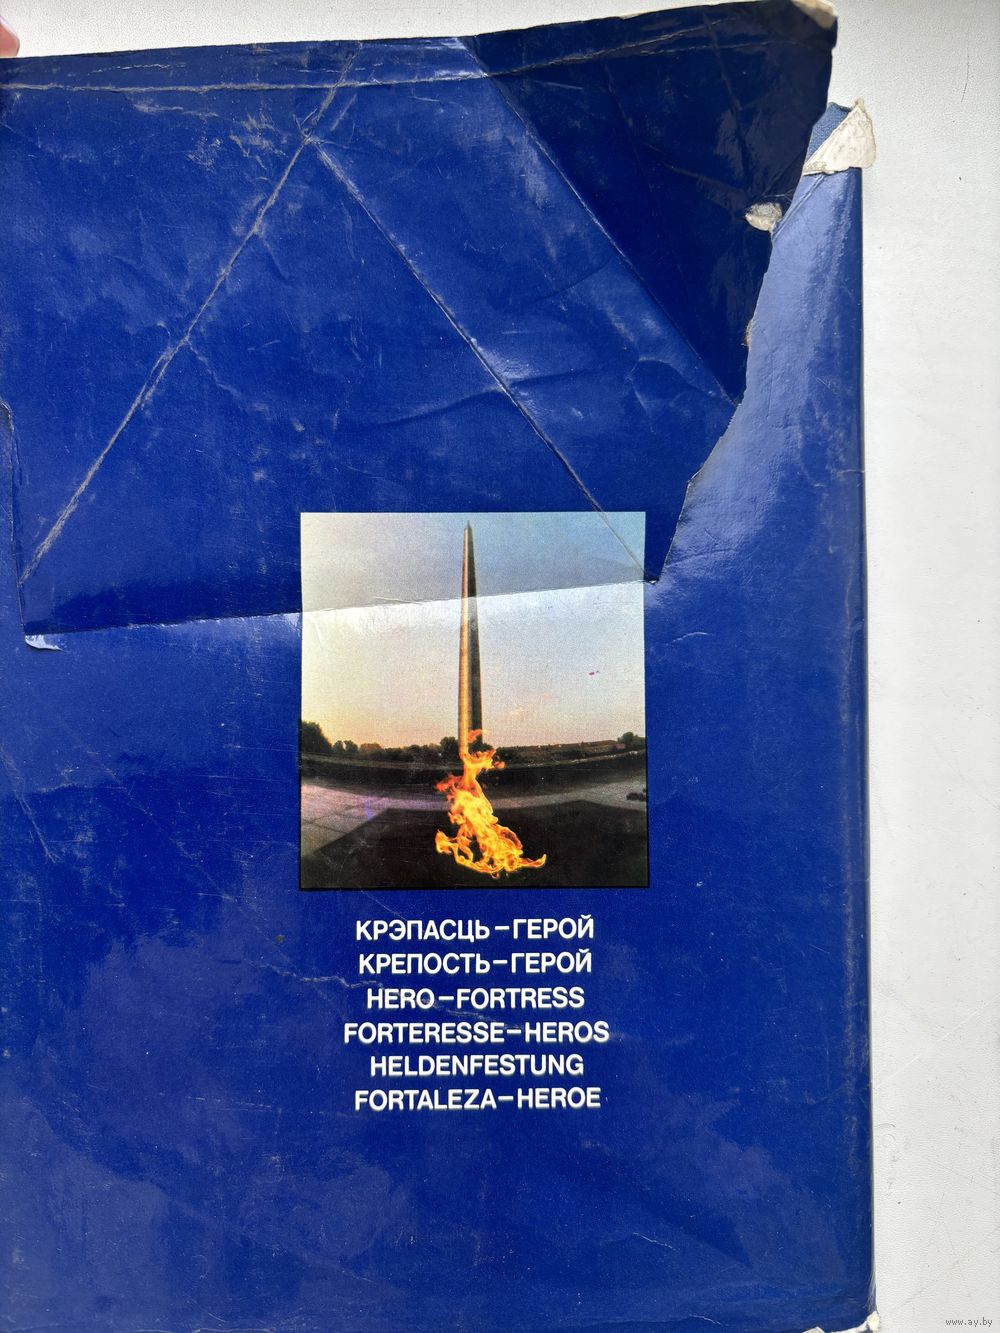 КРЭПАСЦЬ–ГЕРОЙ
КРЕПОСТЬ–ГЕРОЙ
HERO–FORTRESS
FORTERESSE–HEROS
HELDENFESTUNG
FORTALEZA–HEROE
www.ay.by